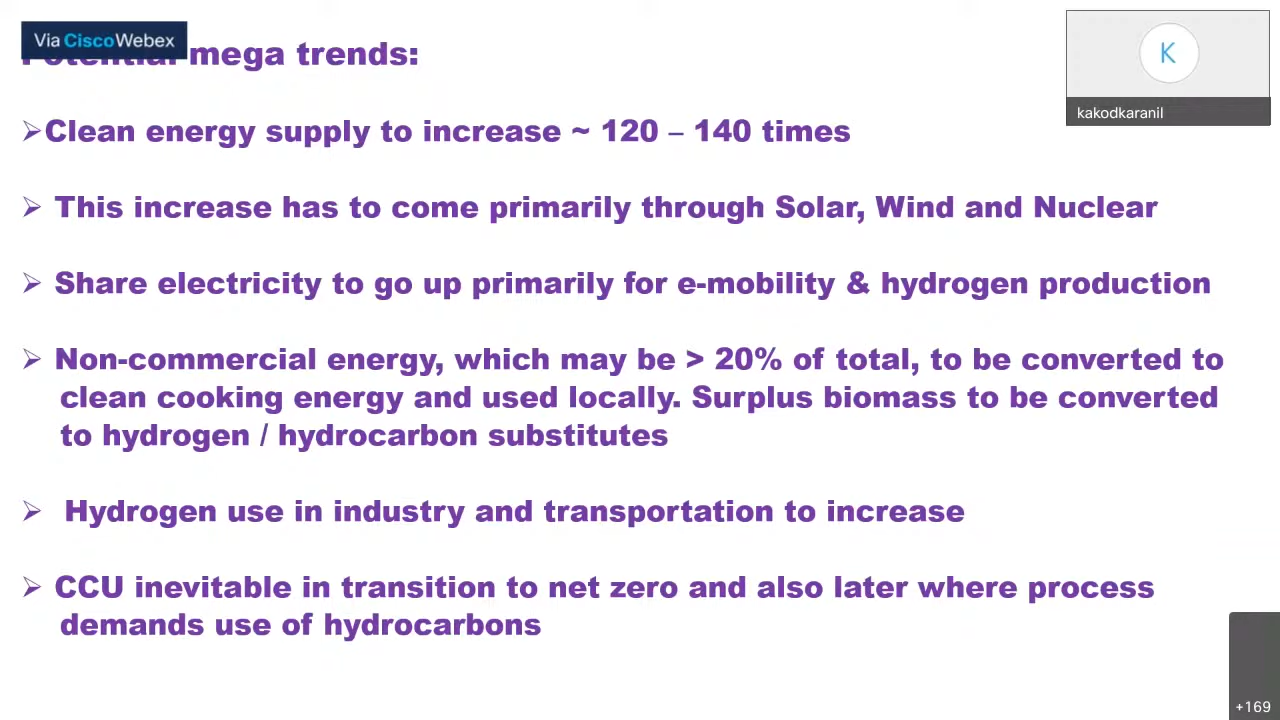 Via Cisco Webex
mega trends:
K
kakodkaranil
➢Clean energy supply to increase ~ 120 – 140 times
➢ This increase has to come primarily through Solar, Wind and Nuclear
➢ Share electricity to go up primarily for e-mobility & hydrogen production
➢ Non-commercial energy, which may be > 20% of total, to be converted to
clean cooking energy and used locally. Surplus biomass to be converted
to hydrogen / hydrocarbon substitutes
➢ Hydrogen use in industry and transportation to increase
➢ CCU inevitable in transition to net zero and also later where process
demands use of hydrocarbons
+169